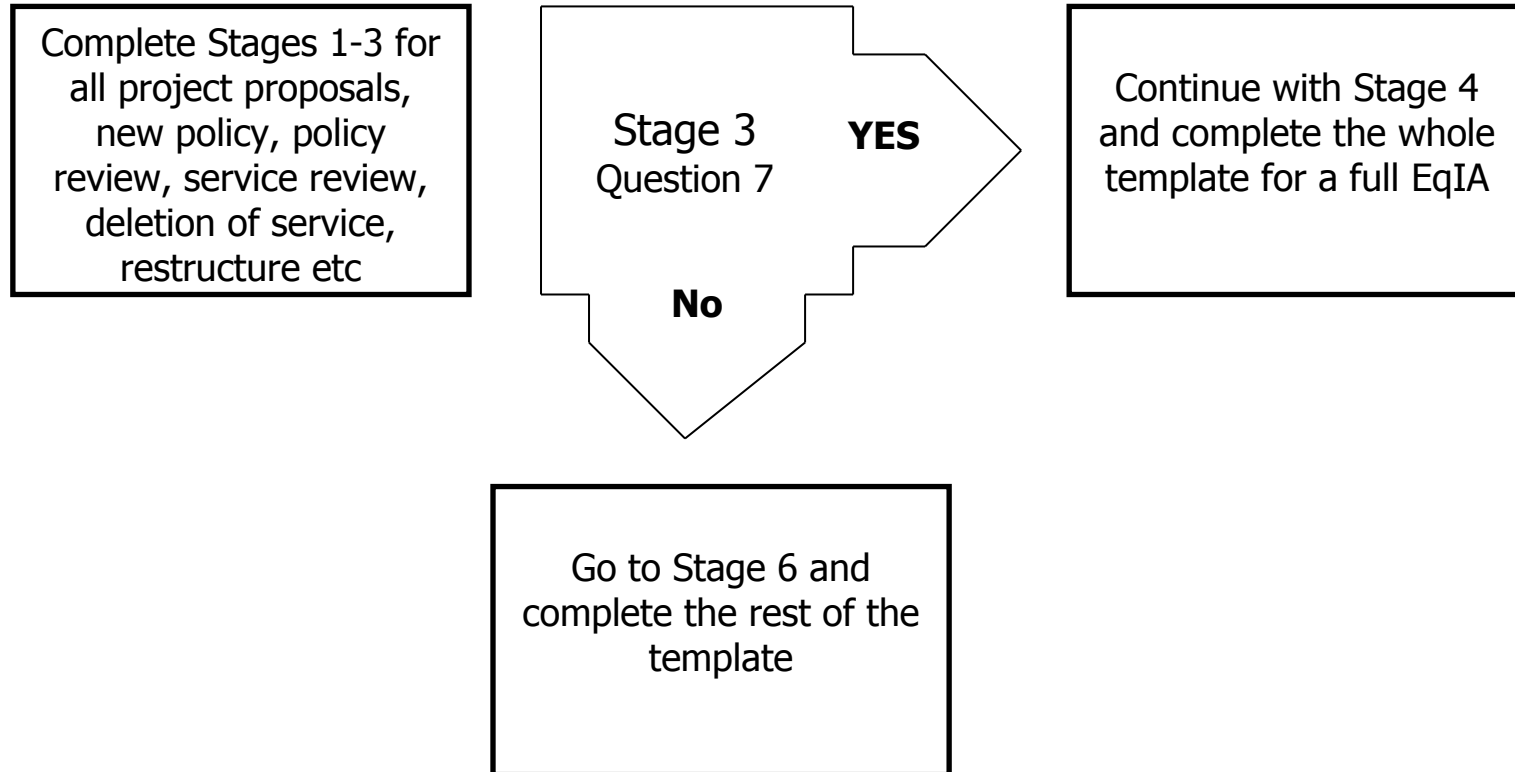 Complete Stages 1-3 for
all project proposals,
new policy, policy
review, service review,
deletion of service,
restructure etc
Stage 3
Question 7
YES
No
Continue with Stage 4
and complete the whole
template for a full EqIA
Go to Stage 6 and
complete the rest of the
template